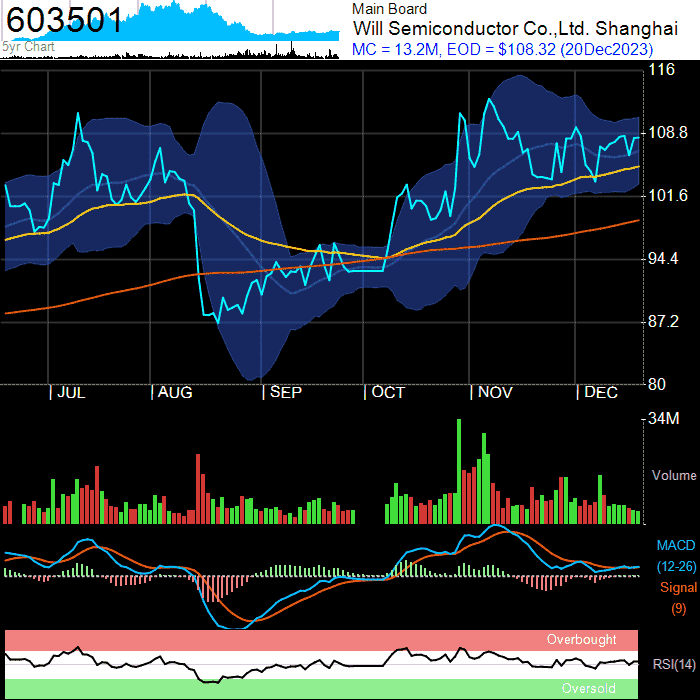 603501
5yr Chart
Main Board
Will Semiconductor Co.,Ltd. Shanghai
MC = 13.2M, EOD = $108.32 (20Dec2023)
116
108.8
101.6
94.4
87.2
80
JUL AUG SEP OCT NOV DEC
34M
Volume
MACD
(12-26)
Signal
(9)
Overbought
RSI(14)
Oversold